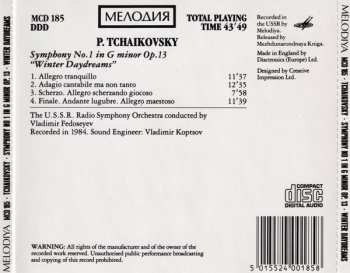 MCD 185
DDD
МЕЛОДИЯ
TOTAL PLAYING
TIME 43'49
Recorded in
the USSR by
Melodiya.
Released by
Mezhdunarodnaya Kniga.
Made in England by
Disctronics (Europe) Ltd.
Designed by Creative
Impression Ltd.
P. TCHAIKOVSKY
Symphony No.1 in G minor Op.13
"Winter Daydreams"
1. Allegro tranquillo 11'37
2. Adagio cantabile ma non tanto 12'35
3. Scherzo. Allegro scherzando giocoso 7'58
4. Finale. Andante lugubre. Allegro maestoso 11'39
The U.S.S.R. Radio Symphony Orchestra conducted by
Vladimir Fedoseyev
Recorded in 1984. Sound Engineer: Vladimir Koptsov
COMPACT
disc
DIGITAL AUDIO
WARNING: All rights of the manufacturer and of the owner of the recorded
work reserved. Unauthorised public performance broadcasting
and copying of this record prohibited.
5 015524 001858
MELODIYA · MCD 185 · TCHAIKOVSKY · SYMPHONY NO 1 IN G MINOR OP. 13 · WINTER DAYDREAMS
MELODIYA · MCD 185 · TCHAIKOVSKY · SYMPHONY NO 1 IN G MINOR OP. 13 · WINTER DAYDREAMS